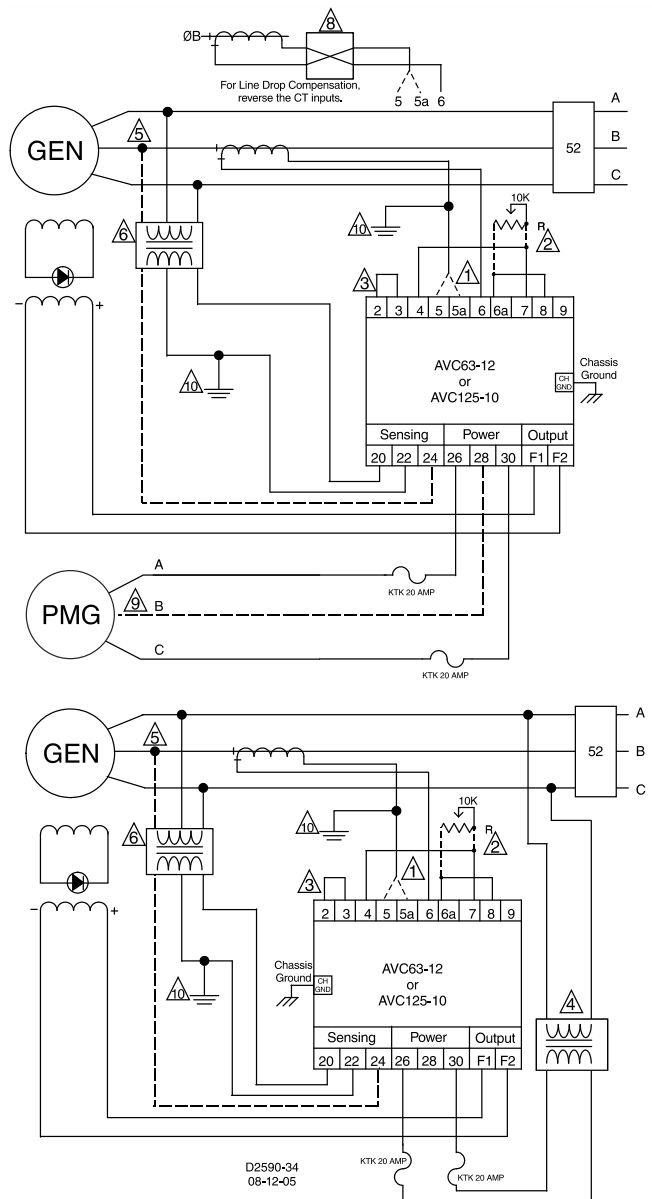 8
ØB
For Line Drop Compensation,
reverse the CT inputs.
5 5a 6
A
GEN
5
52
B
C
10K
R
10
2
6
3
1
2 3 4 5 5a 6 6a 7 8 9
AVC63-12
or
AVC125-10
CH
GND
Chassis
Ground
10
Sensing Power Output
20 22 24 26 28 30 F1 F2
- +
A
KTK 20 AMP
PMG
9
B
C
KTK 20 AMP
A
GEN
5
52
B
C
10K
R
10
2
6
3
1
2 3 4 5 5a 6 6a 7 8 9
- +
Chassis
Ground
CH
GND
AVC63-12
or
AVC125-10
10
4
Sensing Power Output
20 22 24 26 28 30 F1 F2
D2590-34
08-12-05
KTK 20 AMP
KTK 20 AMP